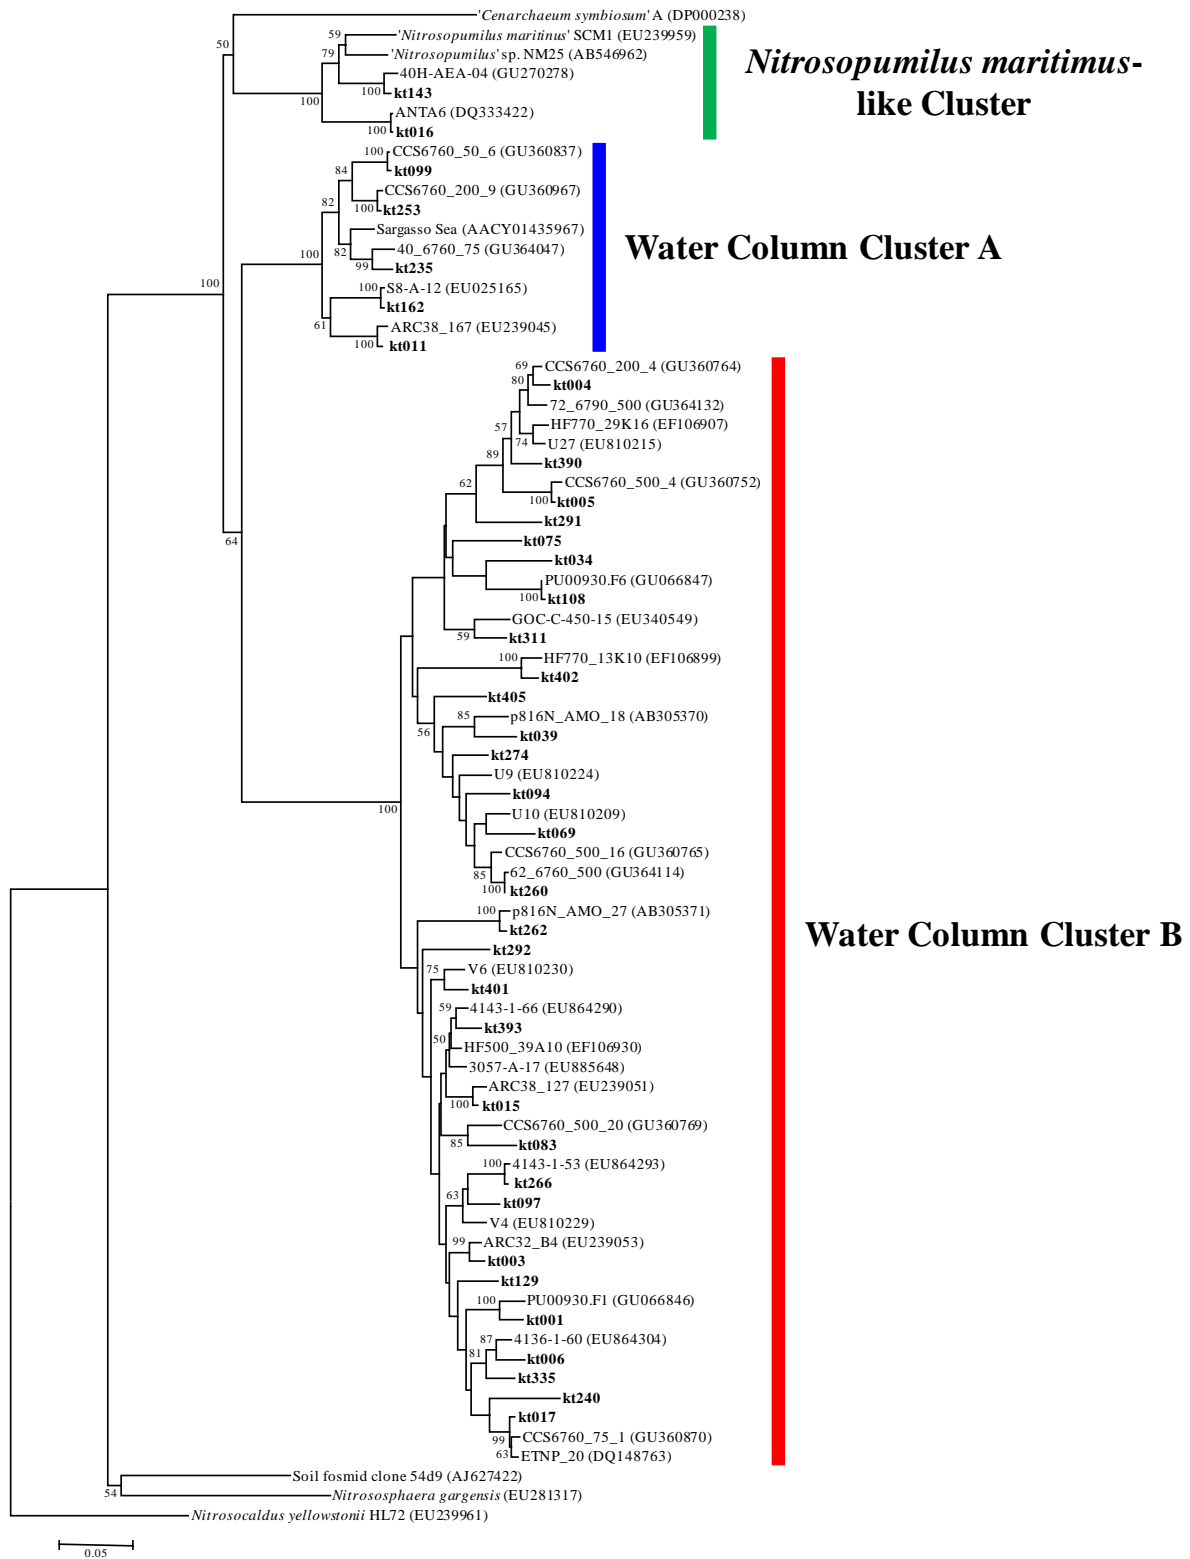 'Cenarchaeum symbiosum' A (DP000238)
50
59
'Nitrosopumilus maritinus' SCM1 (EU239959)
79
'Nitrosopumilus' sp. NM25 (AB546962)
40H-AEA-04 (GU270278)
100
kt143
100
ANTA6 (DQ333422)
100
kt016
Nitrosopumilus maritimus-
like Cluster
100
CCS6760_50_6 (GU360837)
84
kt099
CCS6760_200_9 (GU360967)
82
100
kt253
Sargasso Sea (AACY01435967)
100
82
40_6760_75 (GU364047)
99
kt235
100
S8-A-12 (EU025165)
kt162
61
ARC38_167 (EU239045)
100
kt011
Water Column Cluster A
100
69
CCS6760_200_4 (GU360764)
80
kt004
72_6790_500 (GU364132)
57
HF770_29K16 (EF106907)
74
U27 (EU810215)
89
kt390
62
CCS6760_500_4 (GU360752)
100
kt005
kt291
64
kt075
kt034
PU00930.F6 (GU066847)
100
kt108
GOC-C-450-15 (EU340549)
59
kt311
100
HF770_13K10 (EF106899)
kt402
kt405
85
p816N_AMO_18 (AB305370)
56
kt039
kt274
U9 (EU810224)
kt094
100
U10 (EU810209)
kt069
CCS6760_500_16 (GU360765)
85
62_6760_500 (GU364114)
100
kt260
100
p816N_AMO_27 (AB305371)
kt262
Water Column Cluster B
kt292
75
V6 (EU810230)
kt401
59
4143-1-66 (EU864290)
kt393
50
HF500_39A10 (EF106930)
3057-A-17 (EU885648)
ARC38_127 (EU239051)
100
kt015
CCS6760_500_20 (GU360769)
85
kt083
100
4143-1-53 (EU864293)
kt266
63
kt097
V4 (EU810229)
99
ARC32_B4 (EU239053)
kt003
kt129
100
PU00930.F1 (GU066846)
kt001
87
4136-1-60 (EU864304)
81
kt006
kt335
kt240
kt017
99
CCS6760_75_1 (GU360870)
63
ETNP_20 (DQ148763)
Soil fosmid clone 54d9 (AJ627422)
54
Nitrososphaera gargensis (EU281317)
Nitrosocaldus yellowstonii HL72 (EU239961)
0.05